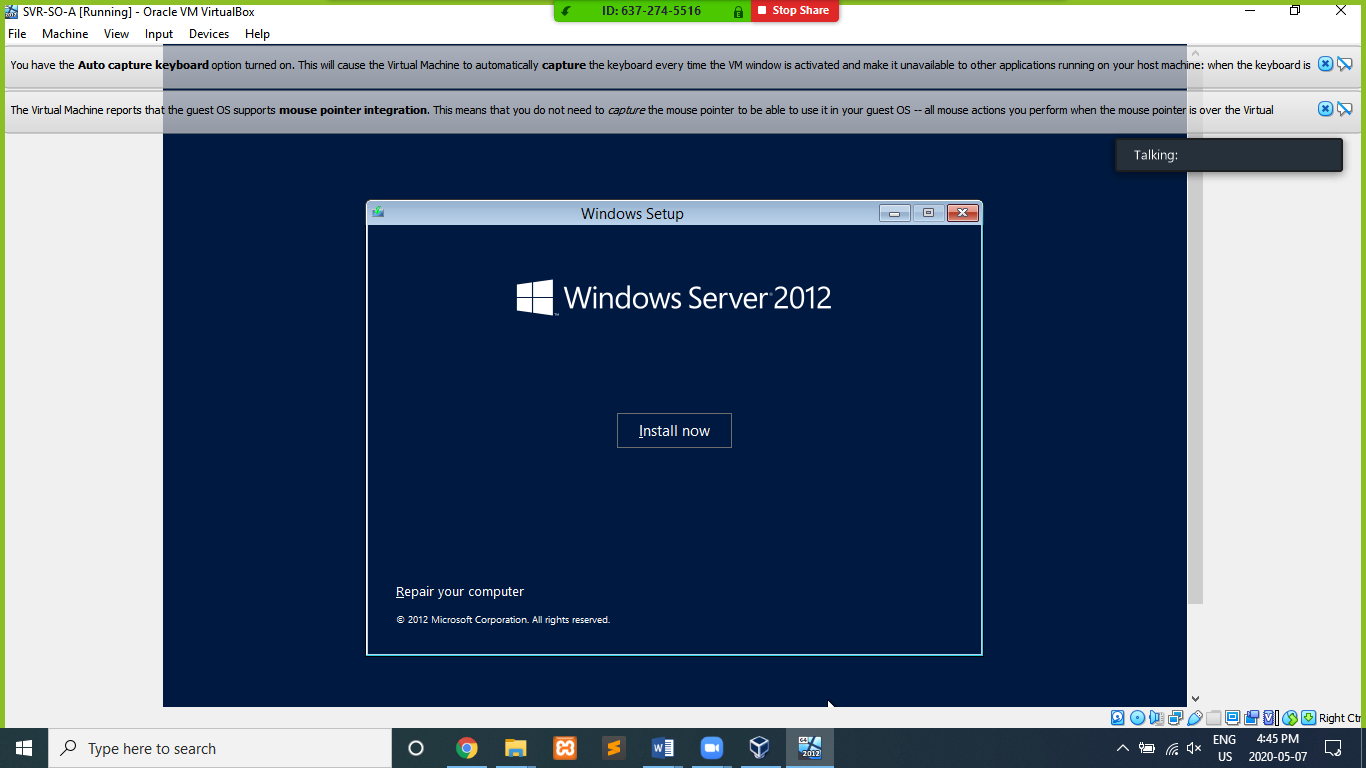 SVR-SO-A [Running] - Oracle VM VirtualBox
ID: 637-274-5516
Stop Share
File Machine View Input Devices Help
You have the Auto capture keyboard option turned on. This will cause the Virtual Machine to automatically capture the keyboard every time the VM window is activated and make it unavailable to other applications running on your host machine: when the keyboard is
The Virtual Machine reports that the guest OS supports mouse pointer integration. This means that you do not need to capture the mouse pointer to be able to use it in your guest OS -- all mouse actions you perform when the mouse pointer is over the Virtual
Talking:
Windows Setup
Windows Server 2012
Install now
Repair your computer
© 2012 Microsoft Corporation. All rights reserved.
Right Ctr
Type here to search
64
2012
ENG
US
4:45 PM
2020-05-07